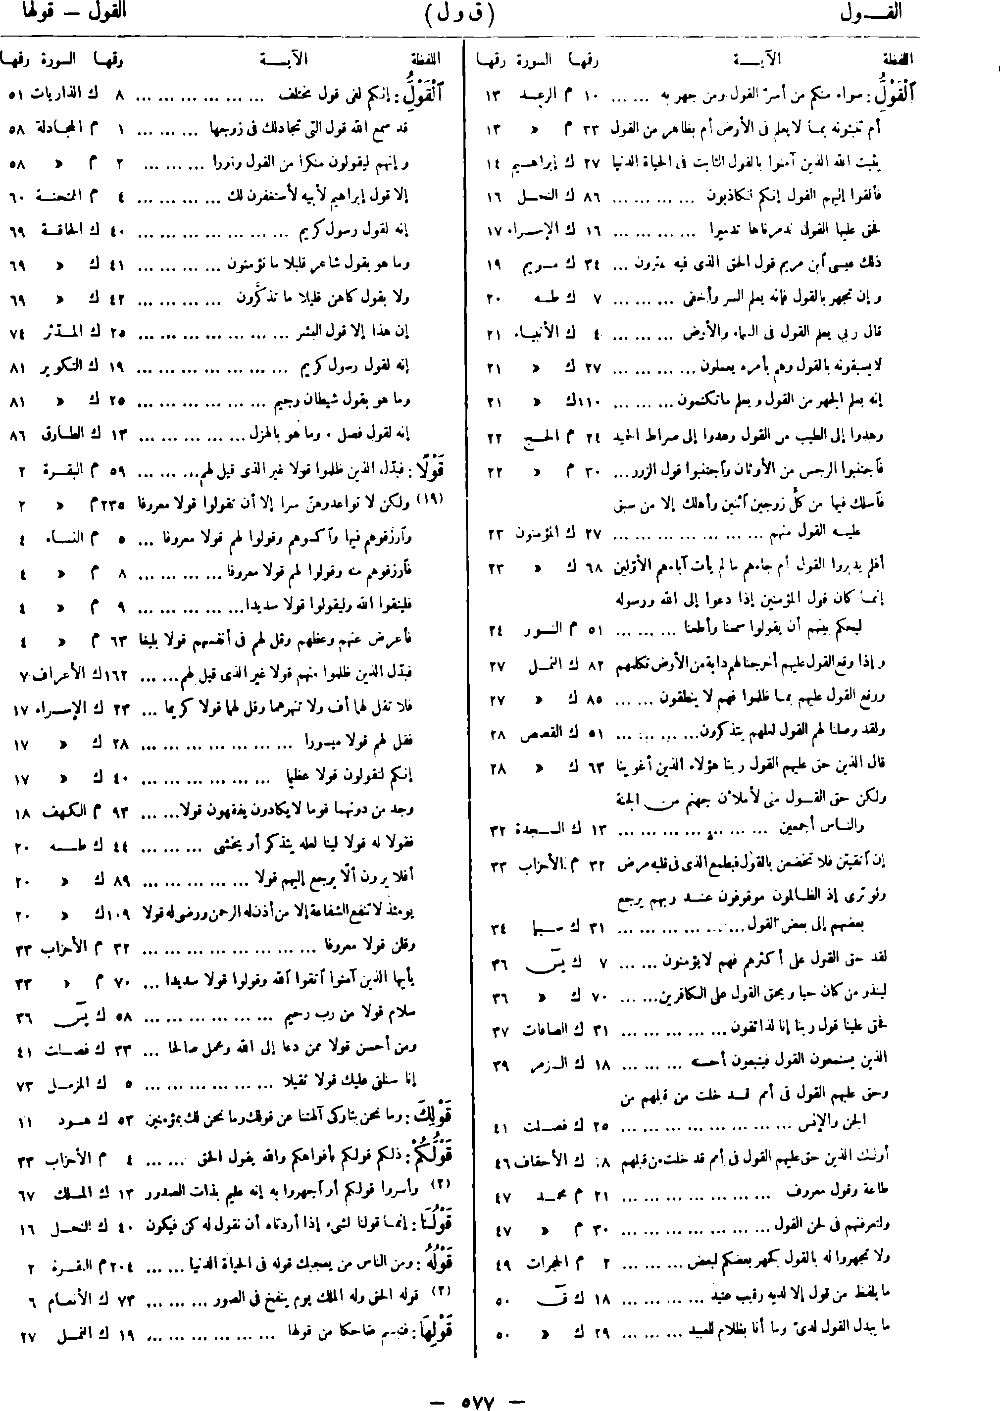 القول
(ق ول)
القول – قولها
اللفظة الآيــة رقمها السورة رقمها
اَلْقَوْلُ : سواء منكم من أسر القول ومن جهر به ... ... ١٠ م الرعد ١٣
أم تنبئونه بما لا يعلم فى الأرض أم بظاهر من القول ٣٣ م » ١٣
يثبت الله الذين آمنوا بالقول الثابت فى الحياة الدنيا ٢٧ ك إبراهيم ١٤
فألقوا إليهم القول إنكم لكاذبون ... ... ... ٨٦ ك النحل ١٦
فحق عليها القول فدمرناها تدميرا ... ... ... ١٦ ك الإسراء ١٧
ذلك عيسى ابن مريم قول الحق الذى فيه يمترون ... ٣٤ ك مريم ١٩
وإن تجهر بالقول فإنه يعلم السر وأخفى ... ... ... ٧ ك طـه ٢٠
قال ربى يعلم القول فى السماء والأرض ... ... ... ٤ ك الأنبياء ٢١
لا يسبقونه بالقول وهم بأمره يعملون ... ... ... ٢٧ ك » ٢١
إنه يعلم الجهر من القول ويعلم ما تكتمون ... ... ... ١١٠ ك » ٢١
وهدوا إلى الطيب من القول وهدوا إلى صراط الحميد ٢٤ م الحج ٢٢
فاجتنبوا الرجس من الأوثان واجتنبوا قول الزور ... ٣٠ م » ٢٢
فاسلك فيها من كلّ زوجين اثنين وأهلك إلا من سبق
عليـه القول منهم ... ... ... ... ... ... ٢٧ ك المؤمنون ٢٣
أفلم يدبروا القول أم جاءهم ما لم يأت آباءهم الأوّلين ٦٨ ك » ٢٣
إنما كان قول المؤمنين إذا دعوا إلى الله ورسوله
ليحكم بينهم أن يقولوا سمعنا وأطعنا ... ... ... ٥١ م النـور ٢٤
وإذا وقع القول عليهم أخرجنا لهم دابة من الأرض تكلمهم ٨٢ ك النمل ٢٧
ووقع القول عليهم بما ظلموا فهم لا ينطقون ... ... ٨٥ ك » ٢٧
ولقد وصلنا لهم القول لعلهم يتذكرون ... ... ... ٥١ ك القصص ٢٨
قال الذين حق عليهم القول ربنا هؤلاء الذين أغوينا ٦٣ ك » ٢٨
ولكن حق القـول منى لأملأن جهنم من الجنة
والناس أجمعين ... ... ... ... ... ... ١٣ ك السجدة ٣٢
إن اتقيتن فلا تخضعن بالقول فيطمع الذى فى قلبه مرض ٣٢ م الأحزاب ٣٣
ولو ترى إذ الظالمون موقوفون عنـد ربهم يرجع
بعضهم إلى بعض القول ... ... ... ... ... ٣١ ك سـبأ ٣٤
لقد حق القول على أكثرهم فهم لا يؤمنون ... ... ٧ ك يسٓ ٣٦
لينذر من كان حيا ويحق القول على الكافرين ... ... ٧٠ ك » ٣٦
فحق علينا قول ربنا إنا لذائقون ... ... ... ... ٣١ ك الصافات ٣٧
الذين يستمعون القول فيتبعون أحسنه ... ... ... ١٨ ك الـزمر ٣٩
وحق عليهم القول فى أمم قـد خلت من قبلهم من
الجن والإنس ... ... ... ... ... ... ... ٢٥ ك فصلت ٤١
أولئك الذين حق عليهم القول فى أمم قد خلت من قبلهم ١٨ ك الأحقاف ٤٦
طاعة وقول معروف ... ... ... ... ... ... ٢١ م محمـد ٤٧
ولتعرفنهم فى لحن القول ... ... ... ... ... ٣٠ م » ٤٧
ولا تجهروا له بالقول كجهر بعضكم لبعض ... ... ... ٢ م الحجرات ٤٩
ما يلفظ من قول إلا لديه رقيب عتيد ... ... ... ١٨ ك قٓ ٥٠
ما يبدل القول لدىّ وما أنا بظلام للعبيد ... ... ... ٢٩ ك » ٥٠
اللفظة الآيــة رقمها السورة رقمها
اَلْقَوْلُ : إنكم لفى قول مختلف ... ... ... ... ... ... ٨ ك الذاريات ٥١
قد سمع الله قول التى تجادلك فى زوجها ... ... ... ١ م المجادلة ٥٨
وإنهم ليقولون منكرا من القول وزورا ... ... ... ٢ م » ٥٨
إلا قول إبراهيم لأبيه لأستغفرن لك ... ... ... ... ٤ م الممتحنة ٦٠
إنه لقول رسول كريم ... ... ... ... ... ... ٤٠ ك الحاقة ٦٩
وما هو بقول شاعر قليلا ما تؤمنون ... ... ... ... ٤١ ك » ٦٩
ولا بقول كاهن قليلا ما تذكّرون ... ... ... ... ٤٢ ك » ٦٩
إن هذا إلا قول البشر ... ... ... ... ... ... ٢٥ ك المدّثر ٧٤
إنه لقول رسول كريم ... ... ... ... ... ... ١٩ ك التكوير ٨١
وما هو بقول شيطان رجيم ... ... ... ... ... ٢٥ ك » ٨١
إنه لقول فصل ٠ وما هو بالهزل ... ... ... ... ١٣ ك الطارق ٨٦
قَوْلًا : فبدّل الذين ظلموا قولا غير الذى قيل لهم ... ... ... ٥٩ م البقرة ٢
(١٩) ولكن لا تواعدوهنّ سرا إلا أن تقولوا قولا معروفا ٢٣٥ م » ٢
وارزقوهم فيها واكسوهم وقولوا لهم قولا معروفا ... ٥ م النساء ٤
فارزقوهم منه وقولوا لهم قولا معروفا ... ... ... ٨ م » ٤
فليتقوا الله وليقولوا قولا سديدا ... ... ... ... ٩ م » ٤
فأعرض عنهم وعظهم وقل لهم فى أنفسهم قولا بليغا ٦٣ م » ٤
فبدّل الذين ظلموا منهم قولا غير الذى قيل لهم ... ... ١٦٢ ك الأعراف ٧
فلا تقل لهما أف ولا تنهرهما وقل لهما قولا كريما ... ٢٣ ك الإسراء ١٧
فقل لهم قولا ميسورا ... ... ... ... ... ... ٢٨ ك » ١٧
إنكم لتقولون قولا عظيما ... ... ... ... ... ٤٠ ك » ١٧
وجد من دونهما قوما لا يكادون يفقهون قولا ... ... ٩٣ م الكهف ١٨
فقولا له قولا لينا لعله يتذكر أو يخشى ... ... ... ٤٤ ك طـه ٢٠
أفلا يرون ألّا يرجع إليهم قولا ... ... ... ... ٨٩ ك » ٢٠
يومئذ لا تنفع الشفاعة إلا من أذن له الرحمن ورضى له قولا ١٠٩ ك » ٢٠
وقلن قولا معروفا ... ... ... ... ... ... ... ٣٢ م الأحزاب ٣٣
يأيها الذين آمنوا اتقوا الله وقولوا قولا سديدا ... ... ٧٠ م » ٣٣
سلام قولا من رب رحيم ... ... ... ... ... ... ٥٨ ك يسٓ ٣٦
ومن أحسن قولا ممن دعا إلى الله وعمل صالحا ... ... ٣٣ ك فصلت ٤١
إنا سنلقى عليك قولا ثقيلا ... ... ... ... ... ٥ ك المزمل ٧٣
قَوْلِكَ : وما نحن بتاركى آلهتنا عن قولك وما نحن لك بمؤمنين ٥٣ ك هـود ١١
قَوْلُكُمْ : ذلكم قولكم بأفواهكم والله يقول الحق ... ... ٤ م الأحزاب ٣٣
(٢) وأسروا قولكم أو اجهروا به إنه عليم بذات الصدور ١٣ ك الملك ٦٧
قَوْلُنَا : إنما قولنا لشىء إذا أردناه أن نقول له كن فيكون ٤٠ ك النحل ١٦
قَوْلُهُ : ومن الناس من يعجبك قوله فى الحياة الدنيا ... ... ٢٠٤ م البقرة ٢
(٢) قوله الحق وله الملك يوم ينفخ فى الصور ... ... ... ٧٣ ك الأنعام ٦
قَوْلِهَا : فتبسم ضاحكا من قولها ... ... ... ... ... ... ١٩ ك النمل ٢٧
– ٥٧٧ –